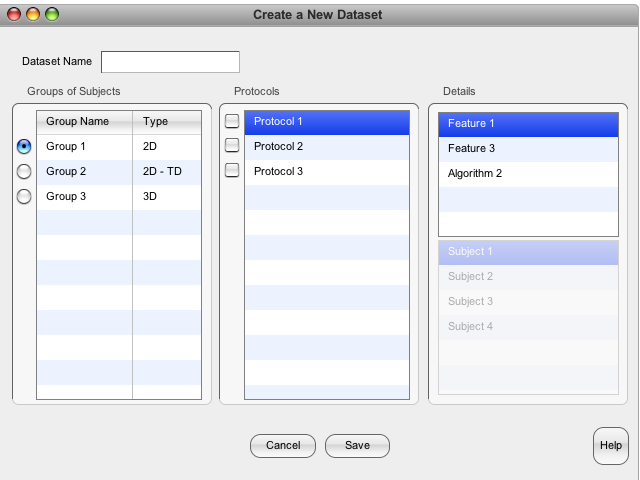 Create a New Dataset
Dataset Name
Groups of Subjects
Group Name Type
Group 1 2D
Group 2 2D - TD
Group 3 3D
Protocols
Protocol 1
Protocol 2
Protocol 3
Details
Feature 1
Feature 3
Algorithm 2
Subject 1
Subject 2
Subject 3
Subject 4
Cancel Save Help